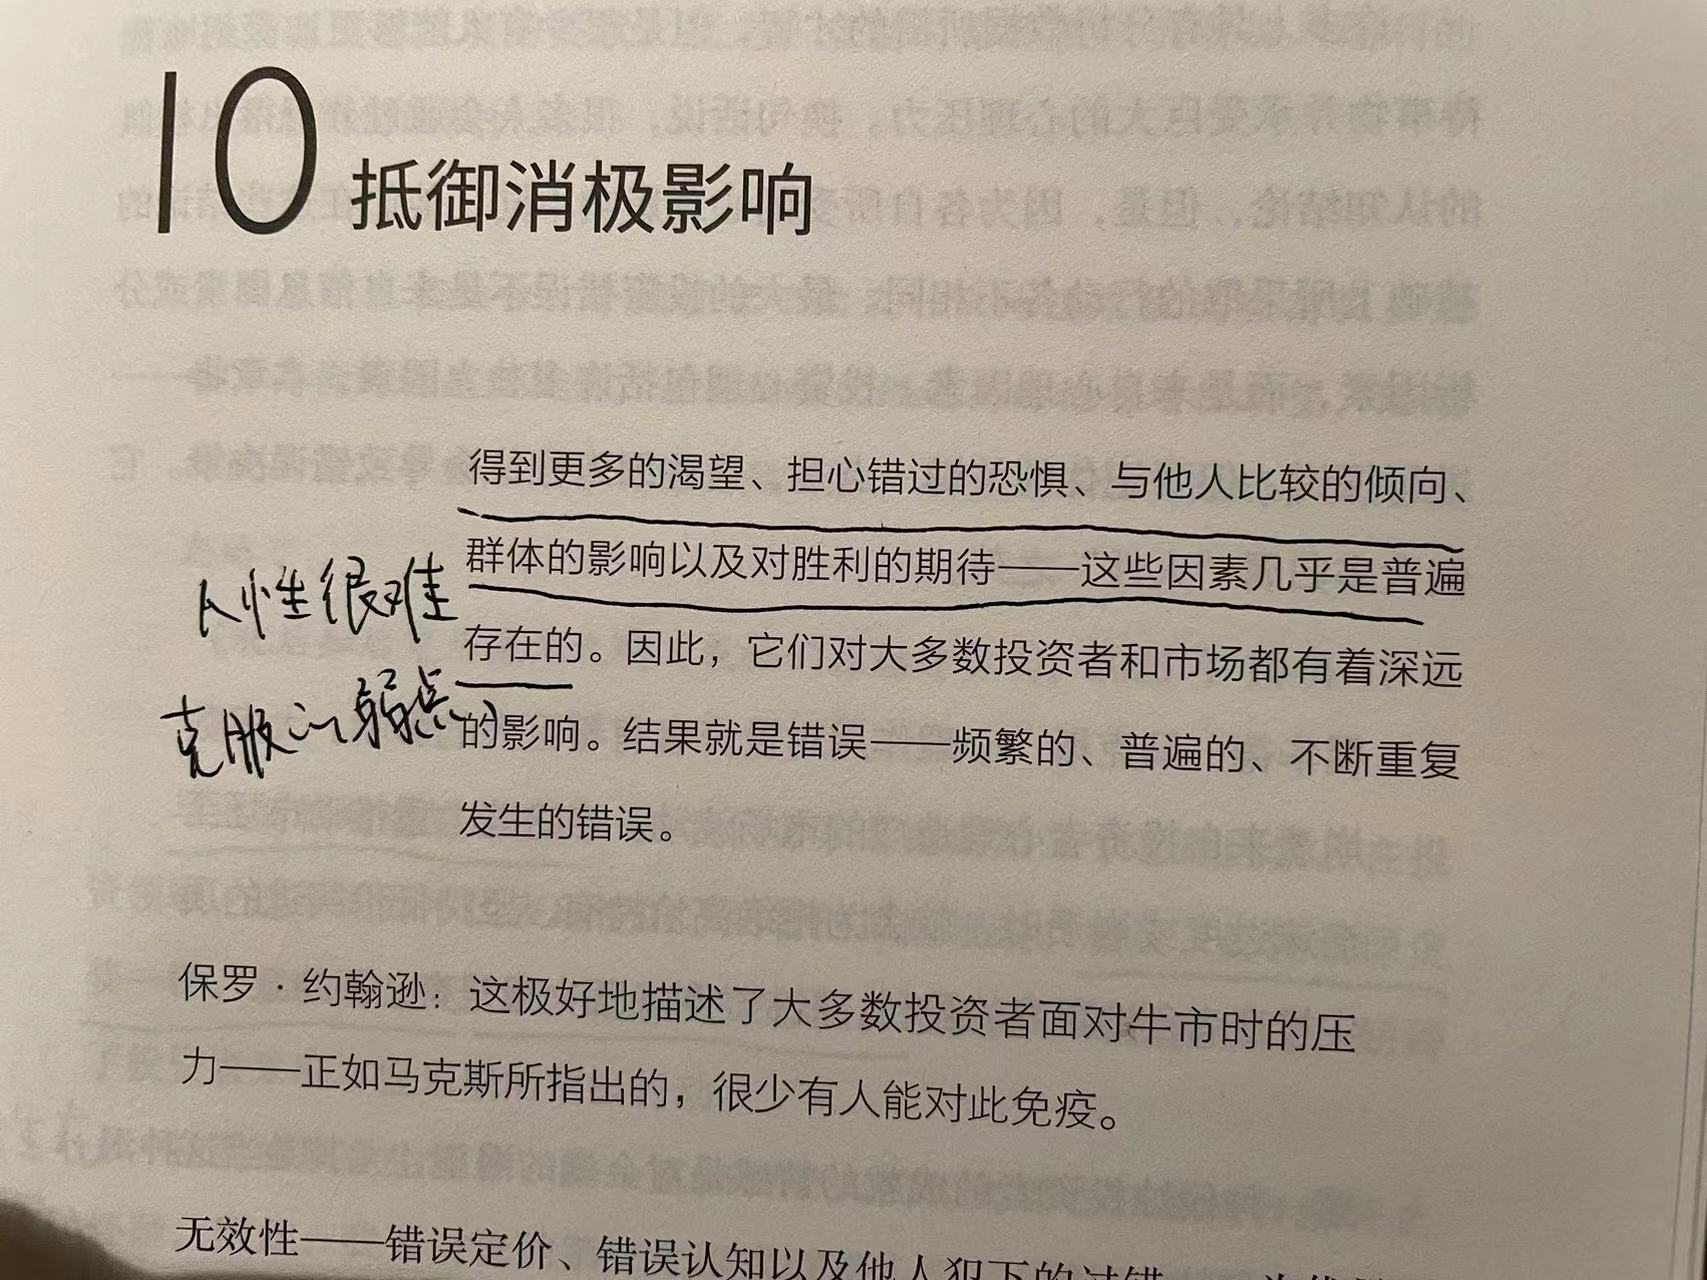 10 抵御消极影响
得到更多的渴望、担心错过的恐惧、与他人比较的倾向、
群体的影响以及对胜利的期待——这些因素几乎是普遍
存在的。因此，它们对大多数投资者和市场都有着深远
的影响。结果就是错误——频繁的、普遍的、不断重复
发生的错误。
人性很难
克服的弱点
保罗·约翰逊：这极好地描述了大多数投资者面对牛市时的压
力——正如马克斯所指出的，很少有人能对此免疫。
无效性——错误定价、错误认知以及他人犯下的过错